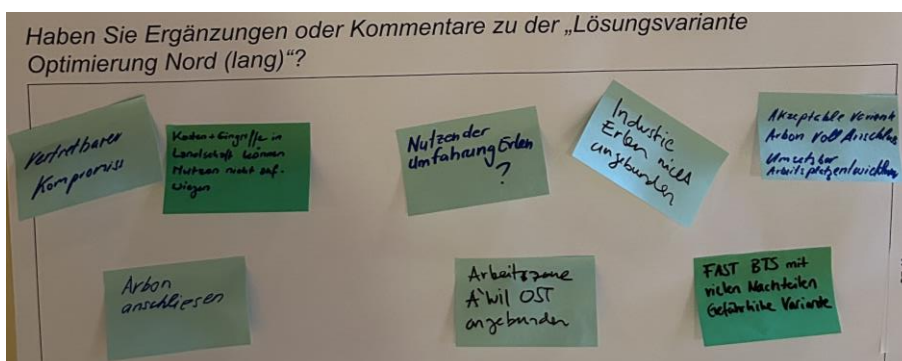 Haben Sie Ergänzungen oder Kommentare zu der „Lösungsvariante
Optimierung Nord (lang)“?
Vertretbarer
Kompromiss
Kosten + Eingriffe in
Landschaft können
Nutzen nicht auf-
wiegen
Nutzen der
Umfahrung Erlen
?
Industrie
Erlen nicht
angebunden
Akzeptable Variante
Arbon Voll Anschluss
Umsetzbar
Arbeitsplatzentwicklung
Arbon
anschliesen
Arbeitszone
A'wil OST
angebunden
FAST BTS mit
vielen Nachteilen
Gefährliche Variante